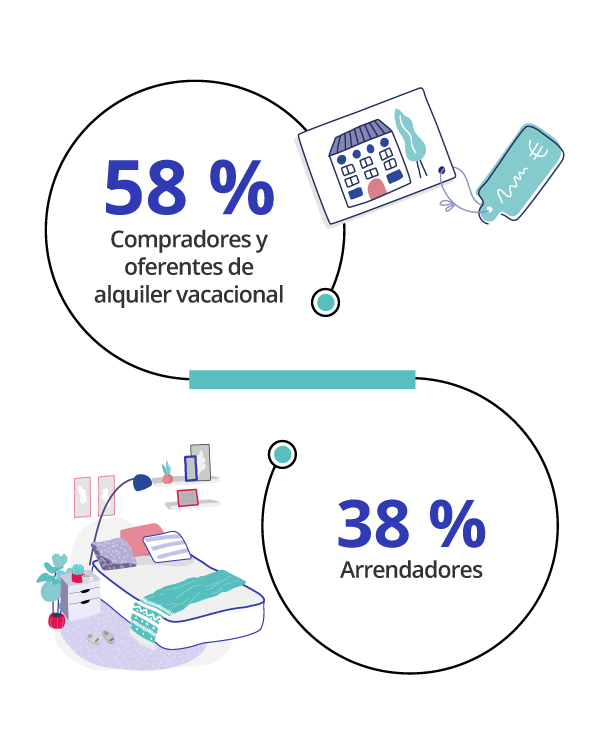 58 %
Compradores y
oferentes de
alquiler vacacional
€
38 %
Arrendadores